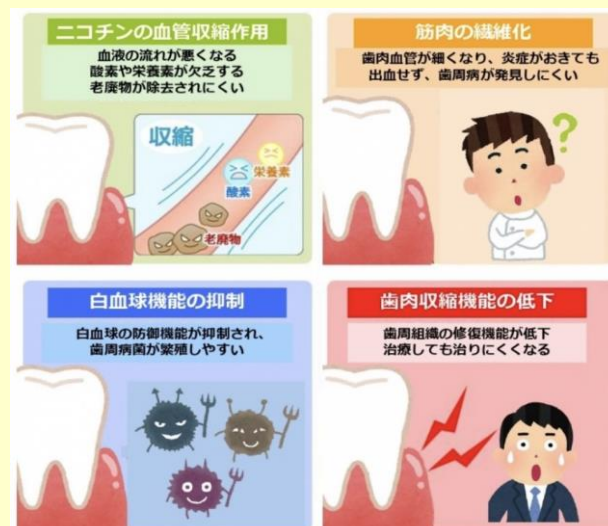 ニコチンの血管収縮作用
血液の流れが悪くなる
酸素や栄養素が欠乏する
老廃物が除去されにくい
収縮
栄養素
酸素
老廃物
筋肉の繊維化
歯肉血管が細くなり、炎症がおきても
出血せず、歯周病が発見しにくい
?
白血球機能の抑制
白血球の防御機能が抑制され、
歯周病菌が繁殖しやすい
歯肉収縮機能の低下
歯周組織の修復機能が低下
治療しても治りにくくなる